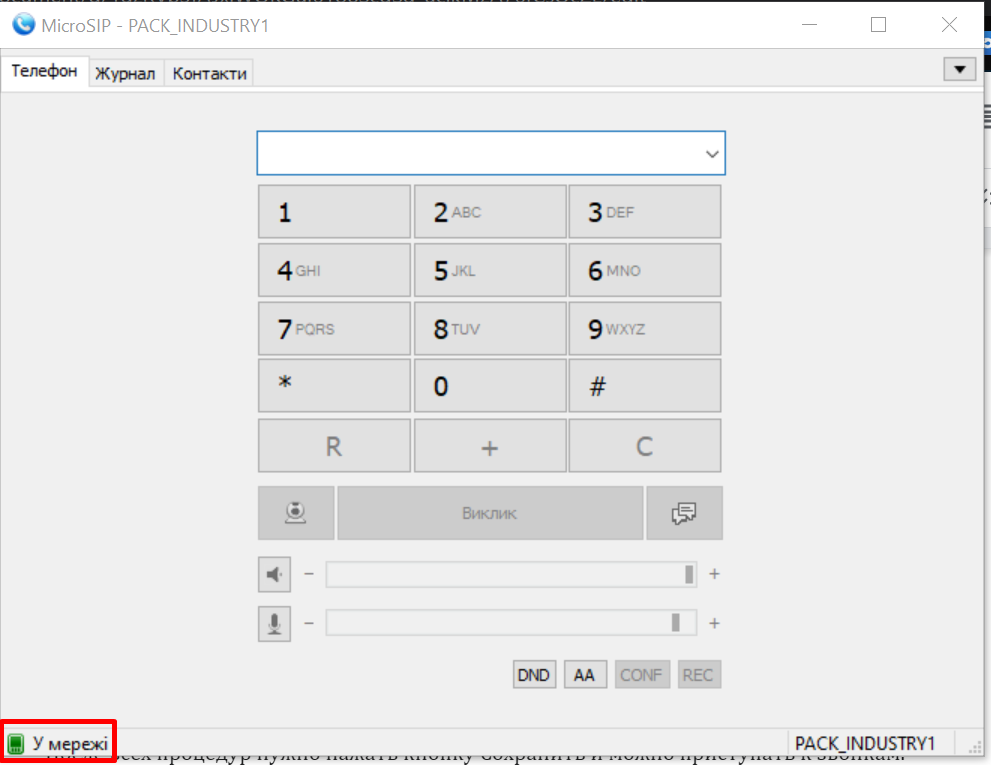 MicroSIP - PACK_INDUSTRY1
Телефон Журнал Контакти
1 2 ABC 3 DEF
4 GHI 5 JKL 6 MNO
7 PQRS 8 TUV 9 WXYZ
* 0 #
R + C
Виклик
- +
- +
DND AA CONF REC
У мережі PACK_INDUSTRY1
всех процедур нужно нажать кнопку сохранить и можно приступать к звонкам.